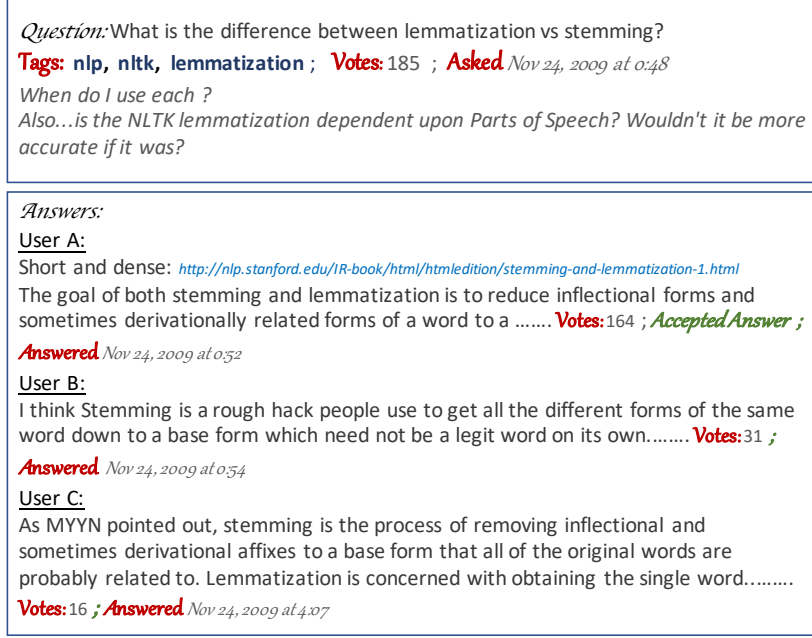 Question: What is the difference between lemmatization vs stemming?
Tags: nlp, nltk, lemmatization ; Votes: 185 ; Asked Nov 24, 2009 at 0:48
When do I use each ?
Also...is the NLTK lemmatization dependent upon Parts of Speech? Wouldn't it be more
accurate if it was?
Answers:
User A:
Short and dense: http://nlp.stanford.edu/IR-book/html/htmledition/stemming-and-lemmatization-1.html
The goal of both stemming and lemmatization is to reduce inflectional forms and
sometimes derivationally related forms of a word to a ....... Votes: 164 ; Accepted Answer ;
Answered Nov 24, 2009 at 0:52
User B:
I think Stemming is a rough hack people use to get all the different forms of the same
word down to a base form which need not be a legit word on its own........ Votes: 31 ;
Answered Nov 24, 2009 at 0:54
User C:
As MYYN pointed out, stemming is the process of removing inflectional and
sometimes derivational affixes to a base form that all of the original words are
probably related to. Lemmatization is concerned with obtaining the single word.........
Votes: 16 ; Answered Nov 24, 2009 at 4:07